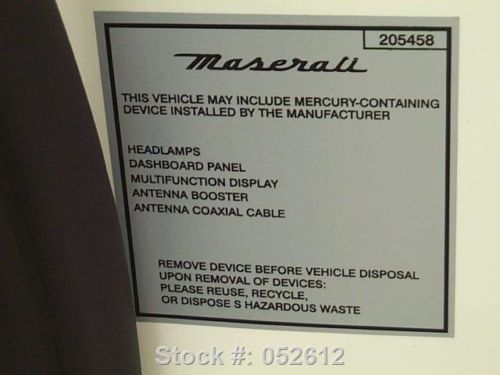 205458
Maserati
THIS VEHICLE MAY INCLUDE MERCURY-CONTAINING
DEVICE INSTALLED BY THE MANUFACTURER
HEADLAMPS
DASHBOARD PANEL
MULTIFUNCTION DISPLAY
ANTENNA BOOSTER
ANTENNA COAXIAL CABLE
REMOVE DEVICE BEFORE VEHICLE DISPOSAL
UPON REMOVAL OF DEVICES:
PLEASE REUSE, RECYCLE,
OR DISPOSE S HAZARDOUS WASTE
Stock #: 052612